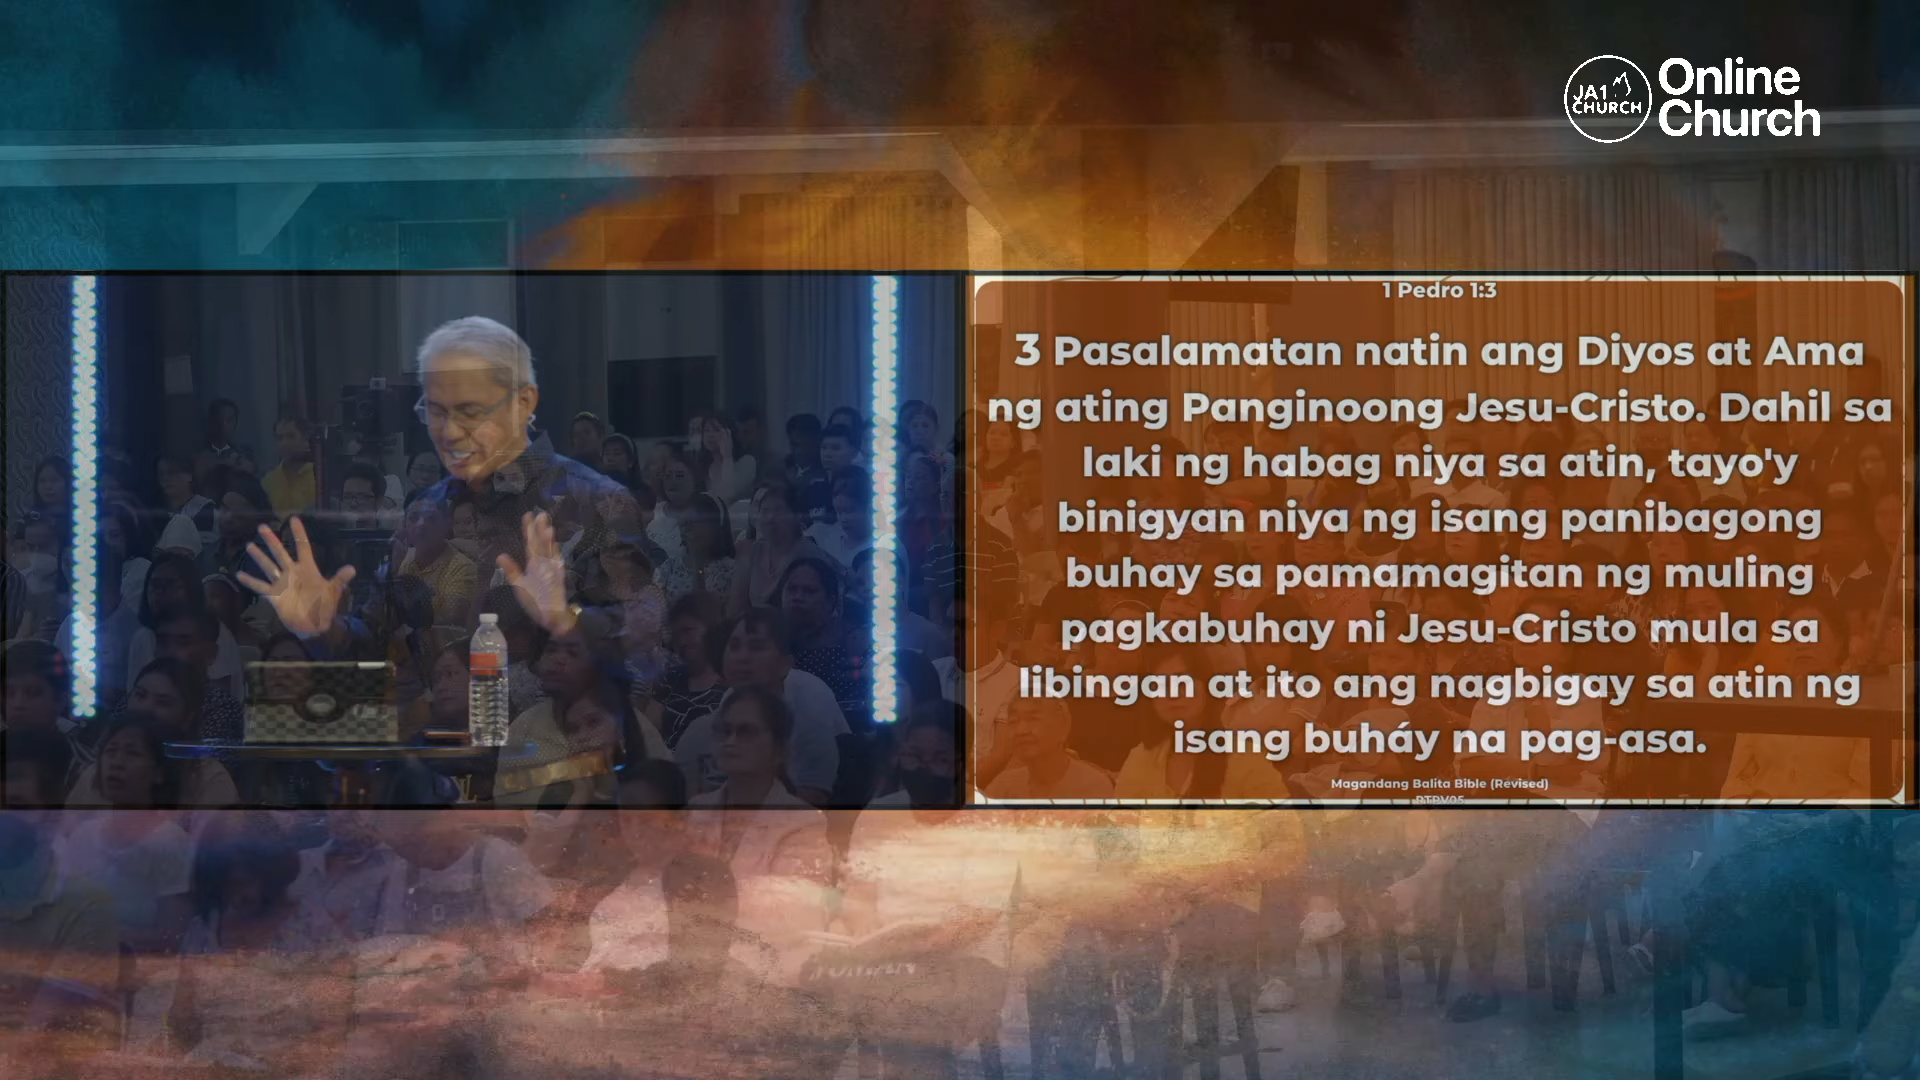 JA1
CHURCH
Online
Church
1 Pedro 1:3
3 Pasalamatan natin ang Diyos at Ama
ng ating Panginoong Jesu-Cristo. Dahil sa
laki ng habag niya sa atin, tayo'y
binigyan niya ng isang panibagong
buhay sa pamamagitan ng muling
pagkabuhay ni Jesu-Cristo mula sa
libingan at ito ang nagbigay sa atin ng
isang buháy na pag-asa.
Magandang Balita Bible (Revised)
RTPV05